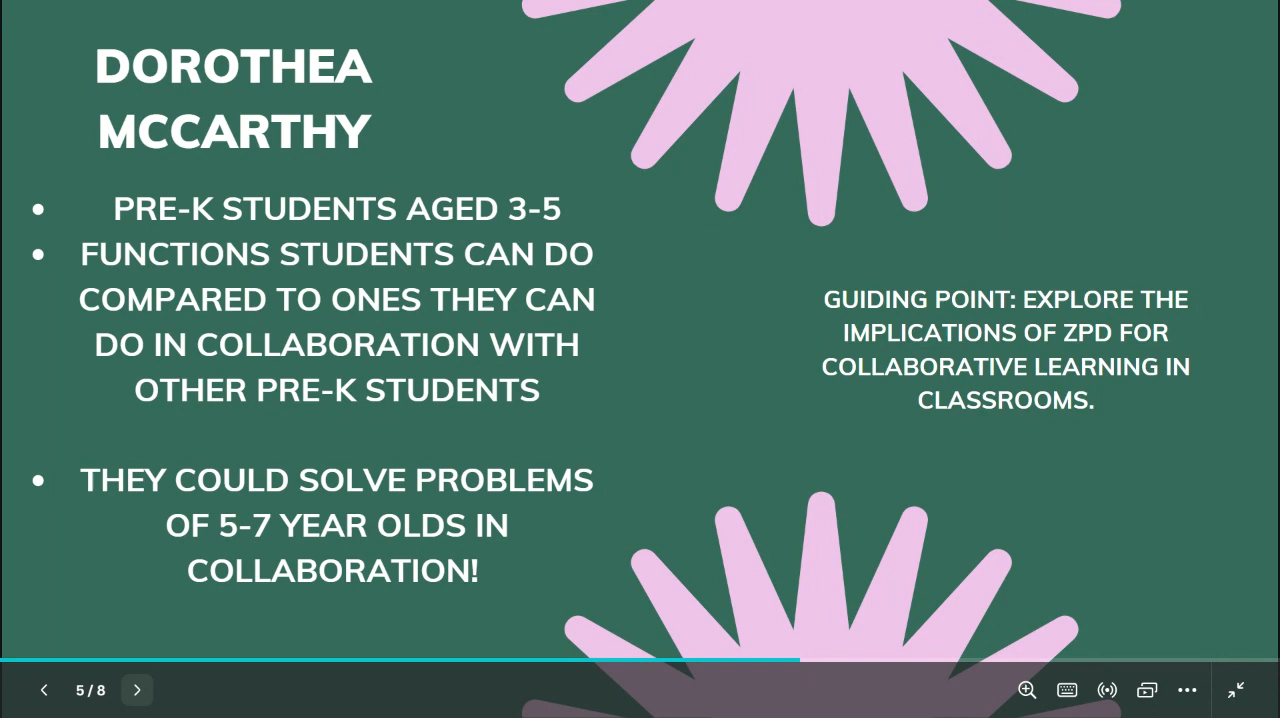 DOROTHEA
MCCARTHY
• PRE-K STUDENTS AGED 3-5
• FUNCTIONS STUDENTS CAN DO
COMPARED TO ONES THEY CAN
DO IN COLLABORATION WITH
OTHER PRE-K STUDENTS
• THEY COULD SOLVE PROBLEMS
OF 5-7 YEAR OLDS IN
COLLABORATION!
GUIDING POINT: EXPLORE THE
IMPLICATIONS OF ZPD FOR
COLLABORATIVE LEARNING IN
CLASSROOMS.
5 / 8